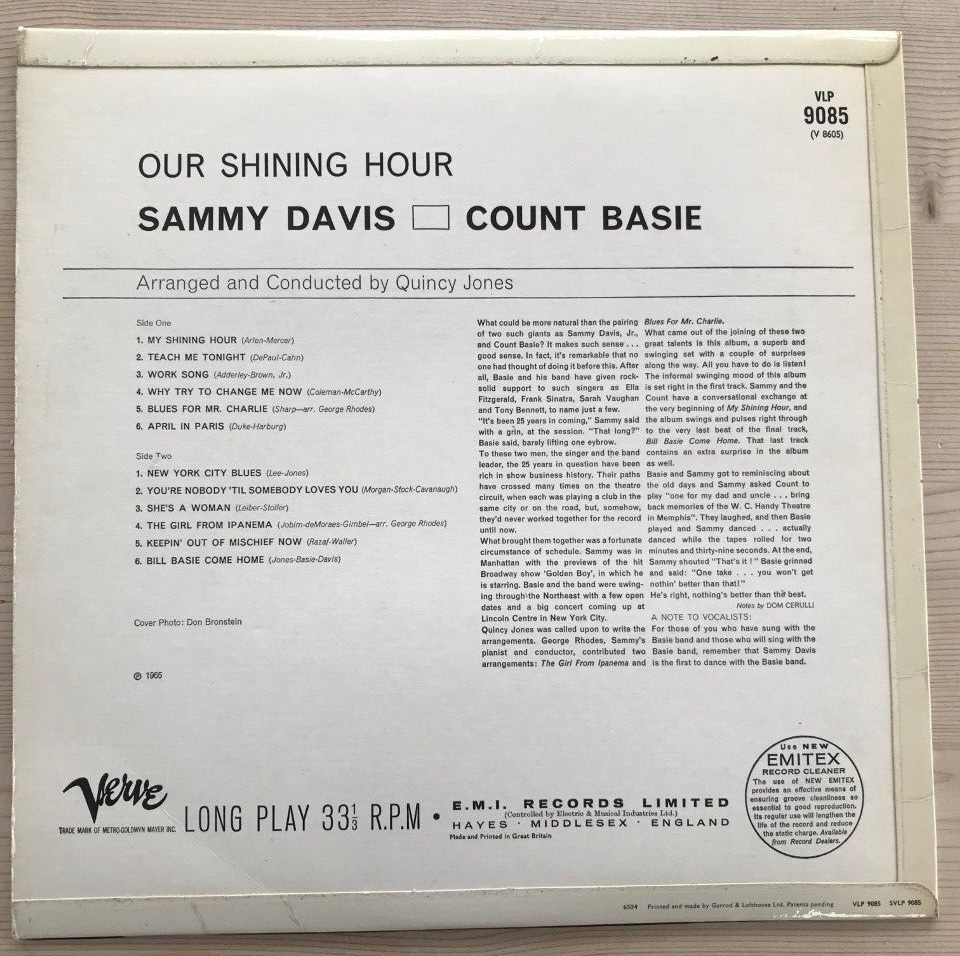 VLP
9085
(V 8605)
OUR SHINING HOUR
SAMMY DAVIS COUNT BASIE
Arranged and Conducted by Quincy Jones
Side One
1. MY SHINING HOUR (Arlen-Mercer)
2. TEACH ME TONIGHT (DePaul-Cahn)
3. WORK SONG (Adderley-Brown, Jr.)
4. WHY TRY TO CHANGE ME NOW (Coleman-McCarthy)
5. BLUES FOR MR. CHARLIE (Sharp—arr. George Rhodes)
6. APRIL IN PARIS (Duke-Harburg)
Side Two
1. NEW YORK CITY BLUES (Lee-Jones)
2. YOU'RE NOBODY 'TIL SOMEBODY LOVES YOU (Morgan-Stock-Cavanaugh)
3. SHE'S A WOMAN (Leiber-Stoller)
4. THE GIRL FROM IPANEMA (Jobim-deMoraes-Gimbel—arr. George Rhodes)
5. KEEPIN' OUT OF MISCHIEF NOW (Razaf-Waller)
6. BILL BASIE COME HOME (Jones-Basie-Davis)
Cover Photo: Don Bronstein
℗ 1965
What could be more natural than the pairing
of two such giants as Sammy Davis, Jr.,
and Count Basie? It makes such sense . . .
good sense. In fact, it's remarkable that no
one had thought of doing it before this. After
all, Basie and his band have given rock-
solid support to such singers as Ella
Fitzgerald, Frank Sinatra, Sarah Vaughan
and Tony Bennett, to name just a few.
"It's been 25 years in coming," Sammy said
with a grin, at the session. "That long?"
Basie said, barely lifting one eybrow.
To these two men, the singer and the band
leader, the 25 years in question have been
rich in show business history. Their paths
have crossed many times on the theatre
circuit, when each was playing a club in the
same city or on the road, but, somehow,
they'd never worked together for the record
until now.
What brought them together was a fortunate
circumstance of schedule. Sammy was in
Manhattan with the previews of the hit
Broadway show 'Golden Boy', in which he
is starring. Basie and the band were swing-
ing through the Northeast with a few open
dates and a big concert coming up at
Lincoln Centre in New York City.
Quincy Jones was called upon to write the
arrangements. George Rhodes, Sammy's
pianist and conductor, contributed two
arrangements: The Girl From Ipanema and
Blues For Mr. Charlie.
What came out of the joining of these two
great talents is this album, a superb and
swinging set with a couple of surprises
along the way. All you have to do is listen!
The informal swinging mood of this album
is set right in the first track. Sammy and the
Count have a conversational exchange at
the very beginning of My Shining Hour, and
the album swings and pulses right through
to the very last beat of the final track,
Bill Basie Come Home. That last track
contains an extra surprise in the album
as well.
Basie and Sammy got to reminiscing about
the old days and Sammy asked Count to
play "one for my dad and uncle . . . bring
back memories of the W. C. Handy Theatre
in Memphis". They laughed, and then Basie
played and Sammy danced . . . actually
danced while the tapes rolled for two
minutes and thirty-nine seconds. At the end,
Sammy shouted "That's it!" Basie grinned
and said: "One take . . . you won't get
nothin' better than that!"
He's right, nothing's better than the best.
Notes by DOM CERULLI
A NOTE TO VOCALISTS:
For those of you who have sung with the
Basie band and those who will sing with the
Basie band, remember that Sammy Davis
is the first to dance with the Basie band.
Verve
TRADE MARK OF METRO-GOLDWYN MAYER INC.
LONG PLAY 33⅓ R.P.M •
E.M.I. RECORDS LIMITED
(Controlled by Electric & Musical Industries Ltd.)
HAYES · MIDDLESEX · ENGLAND
Made and Printed in Great Britain
Use NEW
EMITEX
RECORD CLEANER
The use of NEW EMITEX
provides an effective means of
ensuring groove cleanliness so
essential to good reproduction.
Its regular use will lengthen the
life of the record and reduce
the static charge. Available
from Record Dealers.
6504 Printed and made by Garrod & Lofthouse Ltd. Patents pending VLP 9085 SVLP 9085